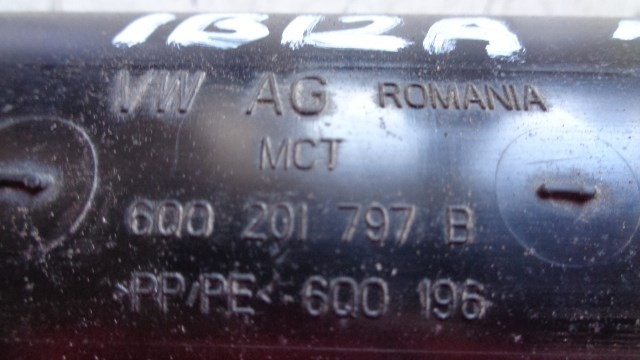 IBIZA
VW AG ROMANIA
MCT
6Q0 201 797 B
>PP/PE< 6Q0 196